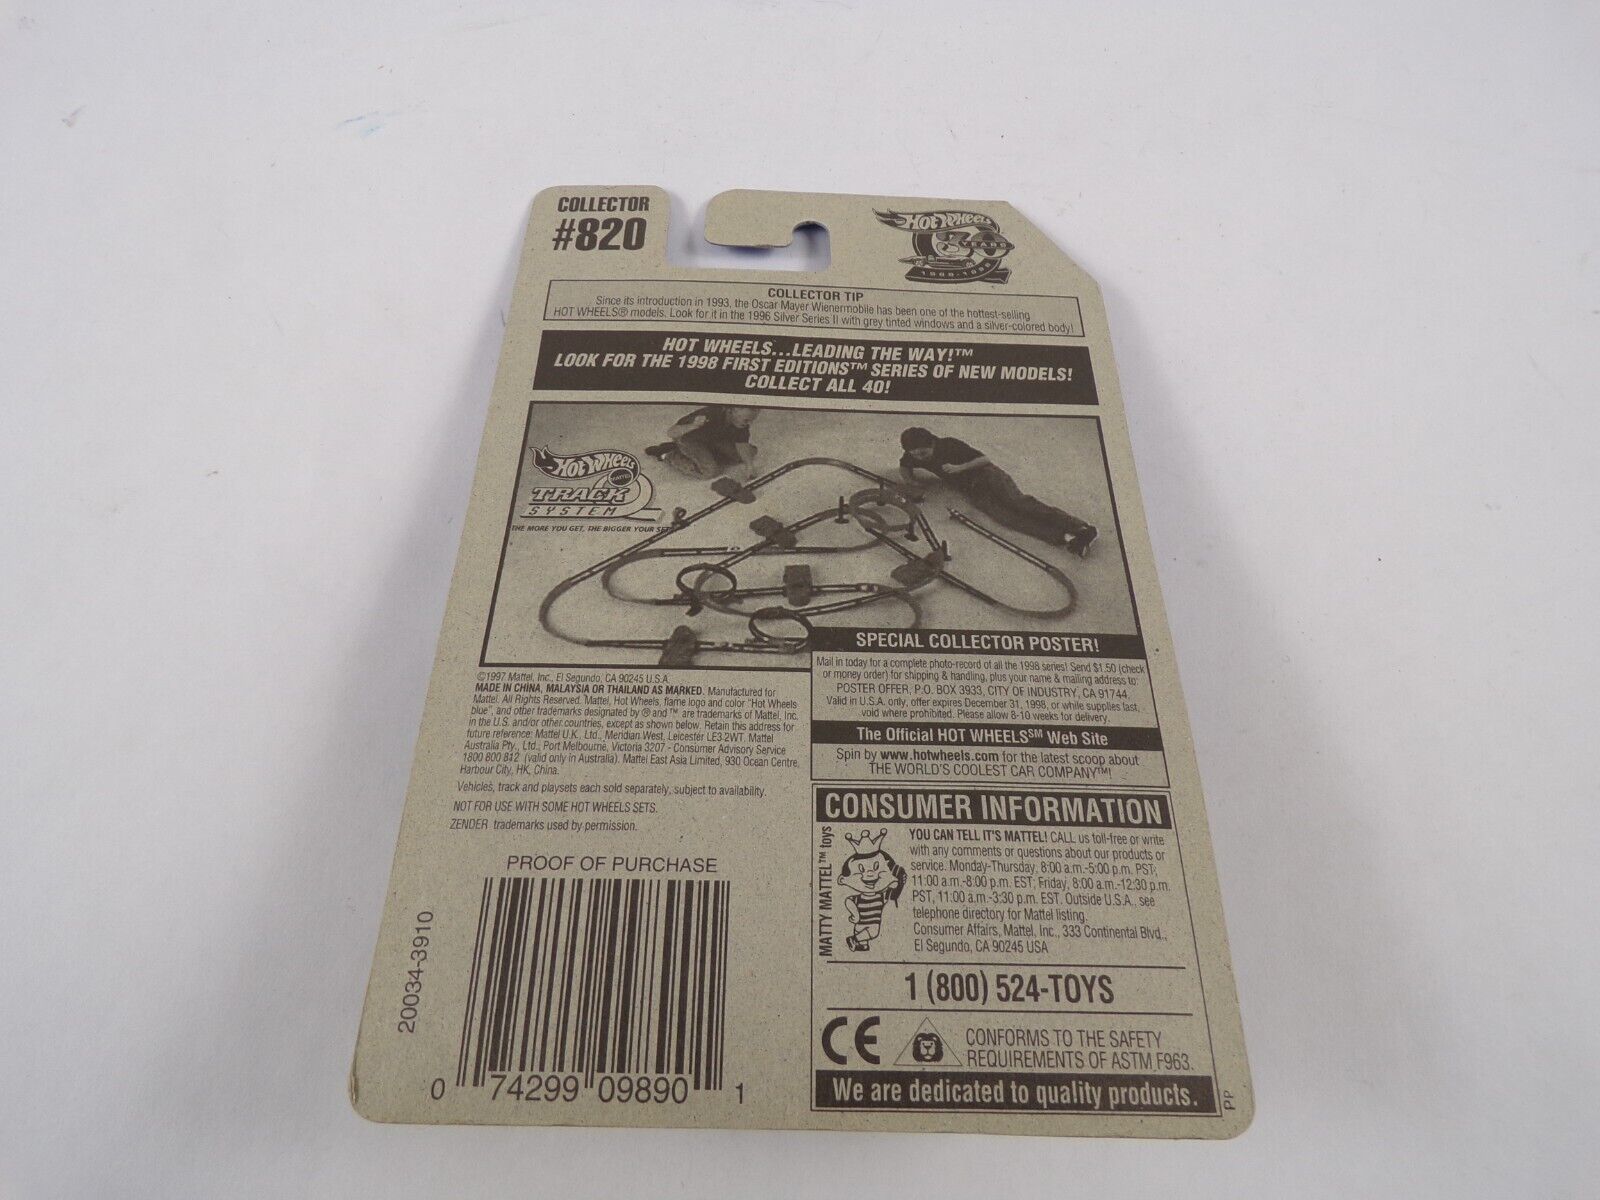 COLLECTOR
#820
HOT WHEELS
30
YEARS
1968-1998
COLLECTOR TIP
Since its introduction in 1993, the Oscar Mayer Wienermobile has been one of the hottest-selling
HOT WHEELS® models. Look for it in the 1996 Silver Series II with grey tinted windows and a silver-colored body!
HOT WHEELS...LEADING THE WAY!™
LOOK FOR THE 1998 FIRST EDITIONS™ SERIES OF NEW MODELS!
COLLECT ALL 40!
HOT WHEELS
MATTEL
TRACK
SYSTEM
THE MORE YOU GET, THE BIGGER YOUR SET
SPECIAL COLLECTOR POSTER!
Mail in today for a complete photo-record of all the 1998 series! Send $1.50 (check
or money order) for shipping & handling, plus your name & mailing address to:
POSTER OFFER, P.O. BOX 3933, CITY OF INDUSTRY, CA 91744.
Valid in U.S.A. only, offer expires December 31, 1998, or while supplies last,
void where prohibited. Please allow 8-10 weeks for delivery.
The Official HOT WHEELS℠ Web Site
Spin by www.hotwheels.com for the latest scoop about
THE WORLD'S COOLEST CAR COMPANY™!
©1997 Mattel, Inc., El Segundo, CA 90245 U.S.A.
MADE IN CHINA, MALAYSIA OR THAILAND AS MARKED. Manufactured for
Mattel. All Rights Reserved. Mattel, Hot Wheels, flame logo and color "Hot Wheels
blue", and other trademarks designated by ® and ™ are trademarks of Mattel, Inc.
in the U.S. and/or other countries, except as shown below. Retain this address for
future reference: Mattel U.K. Ltd., Meridian West, Leicester LE3 2WT. Mattel
Australia Pty., Ltd., Port Melbourne, Victoria 3207 - Consumer Advisory Service
1800 800 812 (valid only in Australia). Mattel East Asia Limited, 930 Ocean Centre,
Harbour City, HK, China.
Vehicles, track and playsets each sold separately, subject to availability.
NOT FOR USE WITH SOME HOT WHEELS SETS.
ZENDER trademarks used by permission.
PROOF OF PURCHASE
20034-3910
0 74299 09890 1
CONSUMER INFORMATION
MATTY MATTEL™ toys
YOU CAN TELL IT'S MATTEL! CALL us toll-free or write
with any comments or questions about our products or
service. Monday-Thursday, 8:00 a.m.-5:00 p.m. PST,
11:00 a.m.-8:00 p.m. EST; Friday, 8:00 a.m.-12:30 p.m.
PST, 11:00 a.m.-3:30 p.m. EST. Outside U.S.A., see
telephone directory for Mattel listing.
Consumer Affairs, Mattel, Inc., 333 Continental Blvd.,
El Segundo, CA 90245 USA
1 (800) 524-TOYS
CE
CONFORMS TO THE SAFETY
REQUIREMENTS OF ASTM F963.
We are dedicated to quality products.
PP